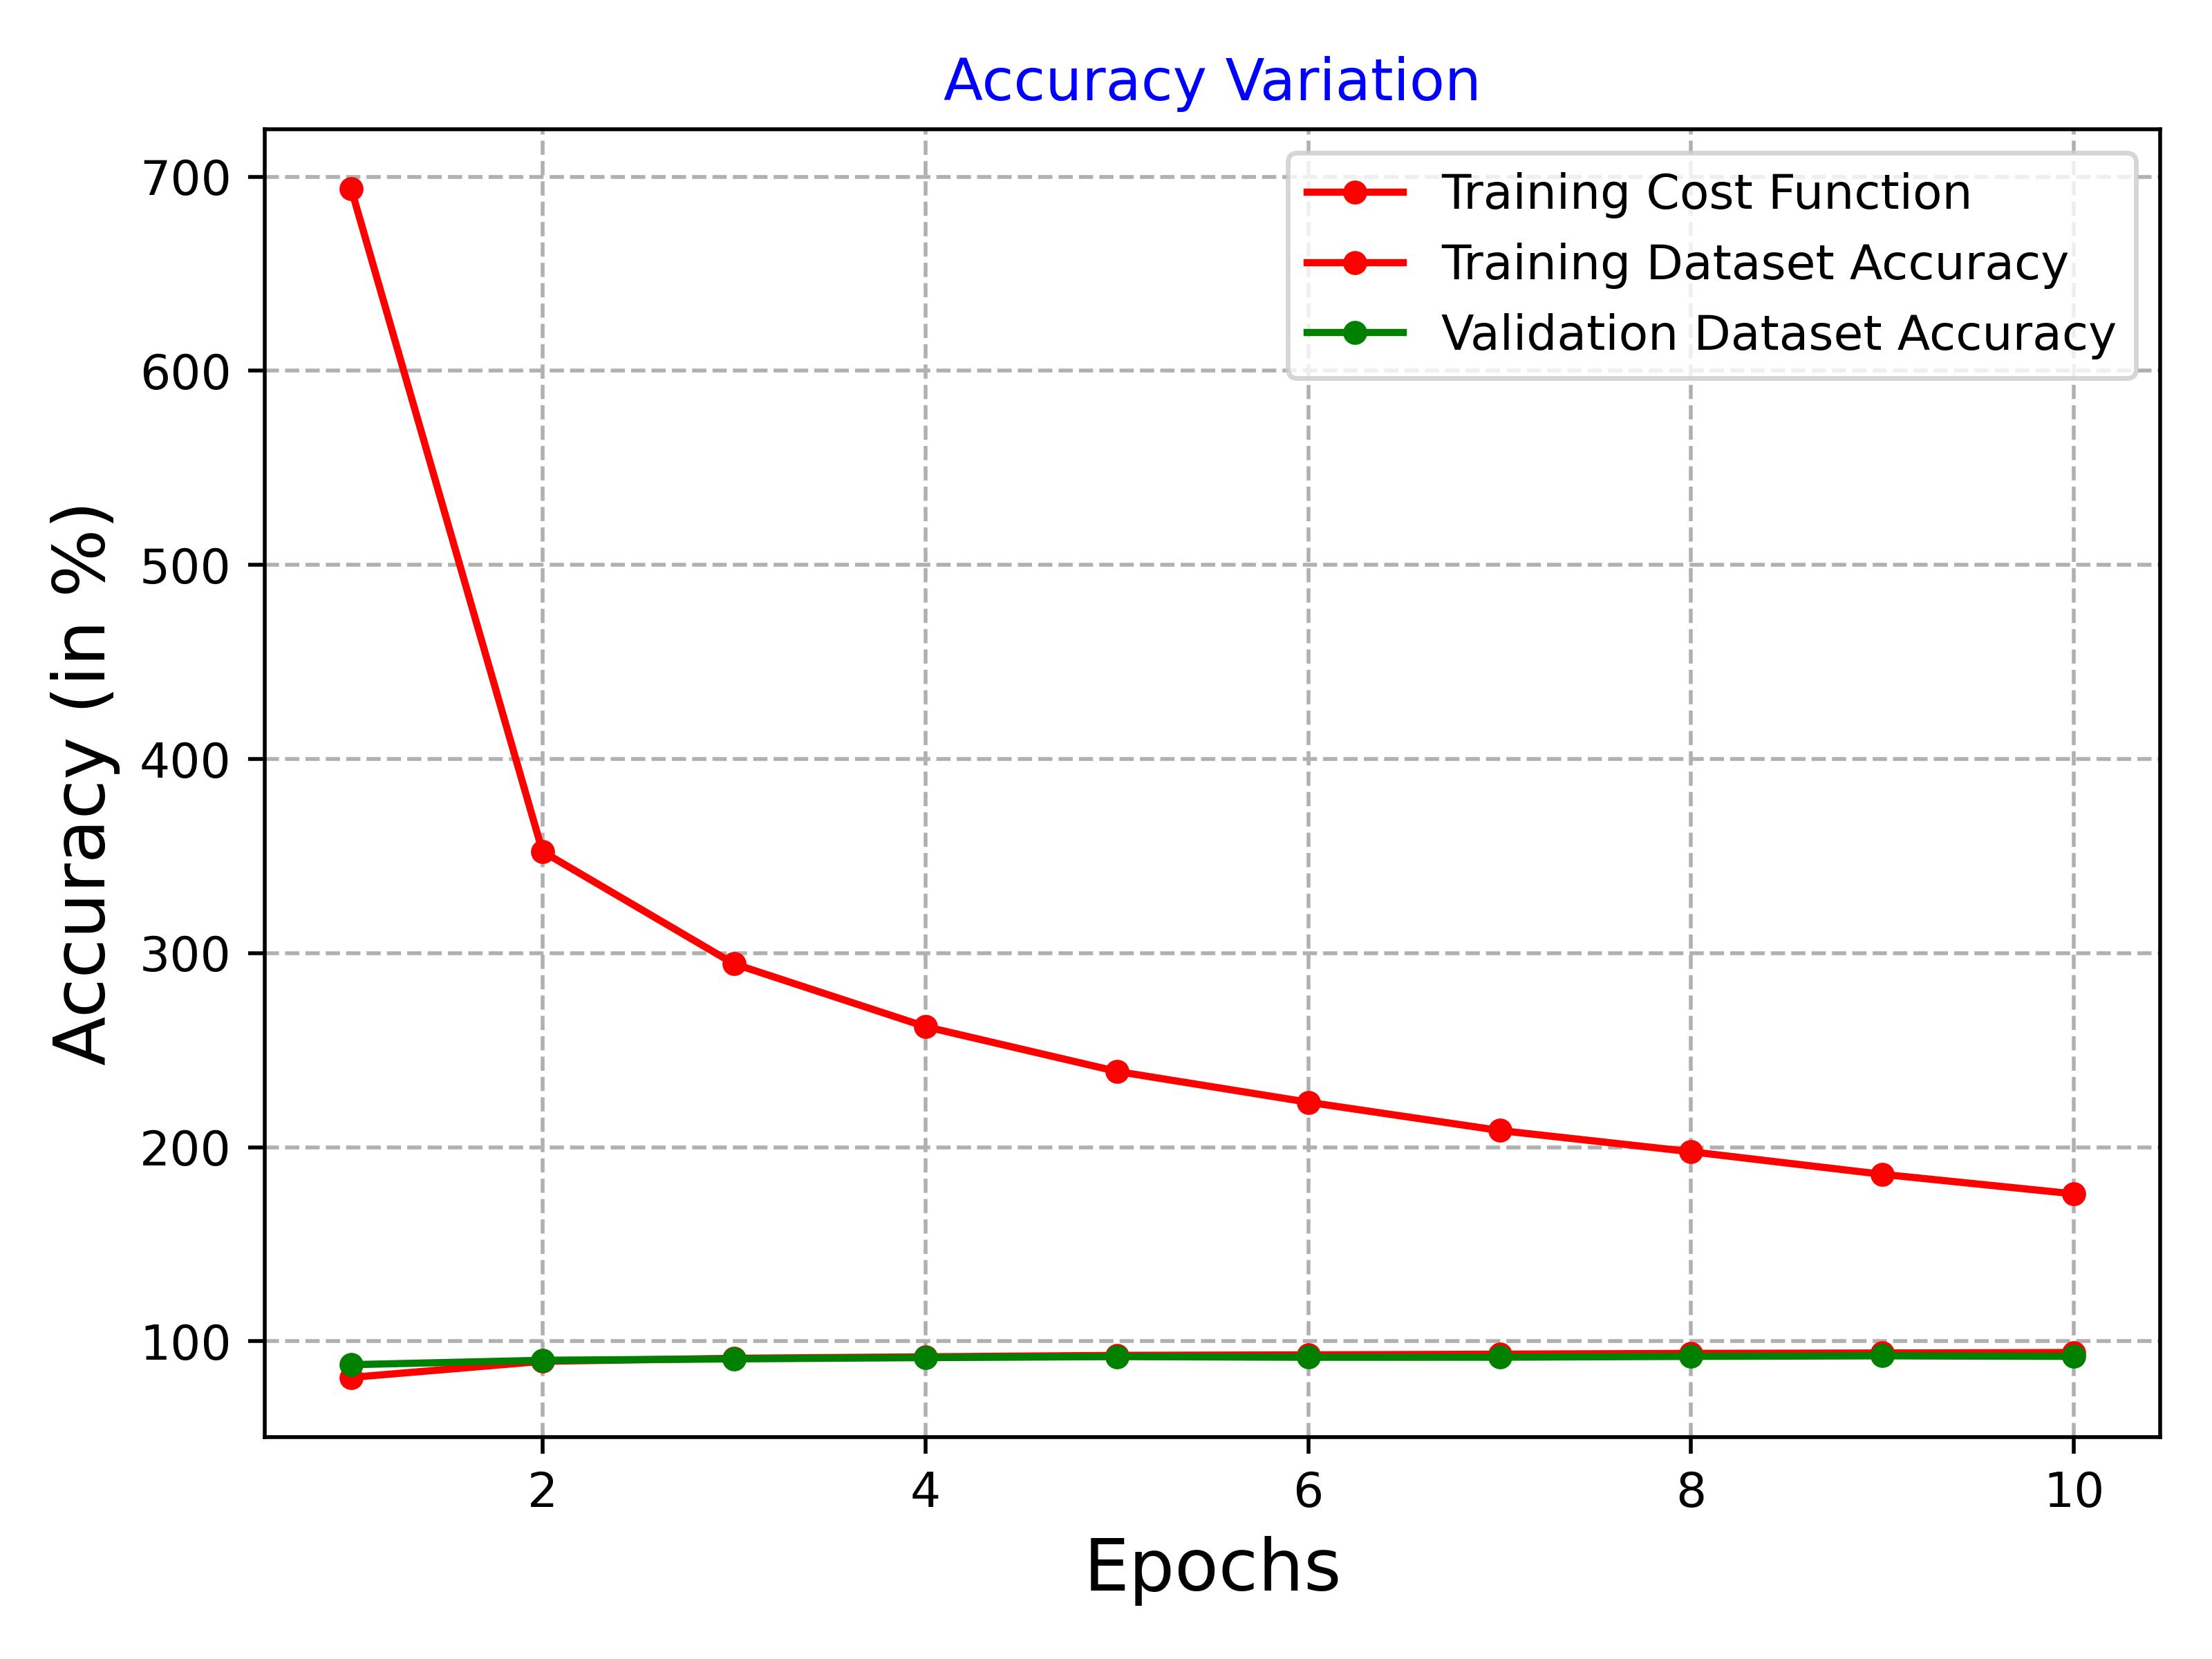 Accuracy Variation
Training Cost Function
Training Dataset Accuracy
Validation Dataset Accuracy
Accuracy (in %)
700
600
500
400
300
200
100
2 4 6 8 10
Epochs